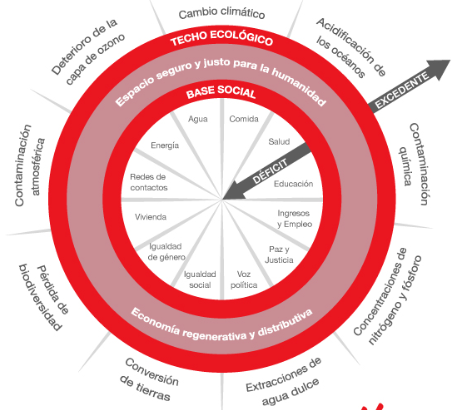 Cambio climático
Acidificación de
los océanos
EXCEDENTE
Contaminación
química
Concentraciones de
nitrógeno y fósforo
Extracciones de
agua dulce
Conversión
de tierras
Pérdida de
biodiversidad
Contaminación
atmosférica
Deterioro de la
capa de ozono
TECHO ECOLÓGICO
Espacio seguro y justo para la humanidad
BASE SOCIAL
Agua
Comida
Salud
DÉFICIT
Educación
Ingresos
y Empleo
Paz y
Justicia
Voz
política
Igualdad
social
Igualdad
de género
Vivienda
Redes de
contactos
Energía
Economía regenerativa y distributiva